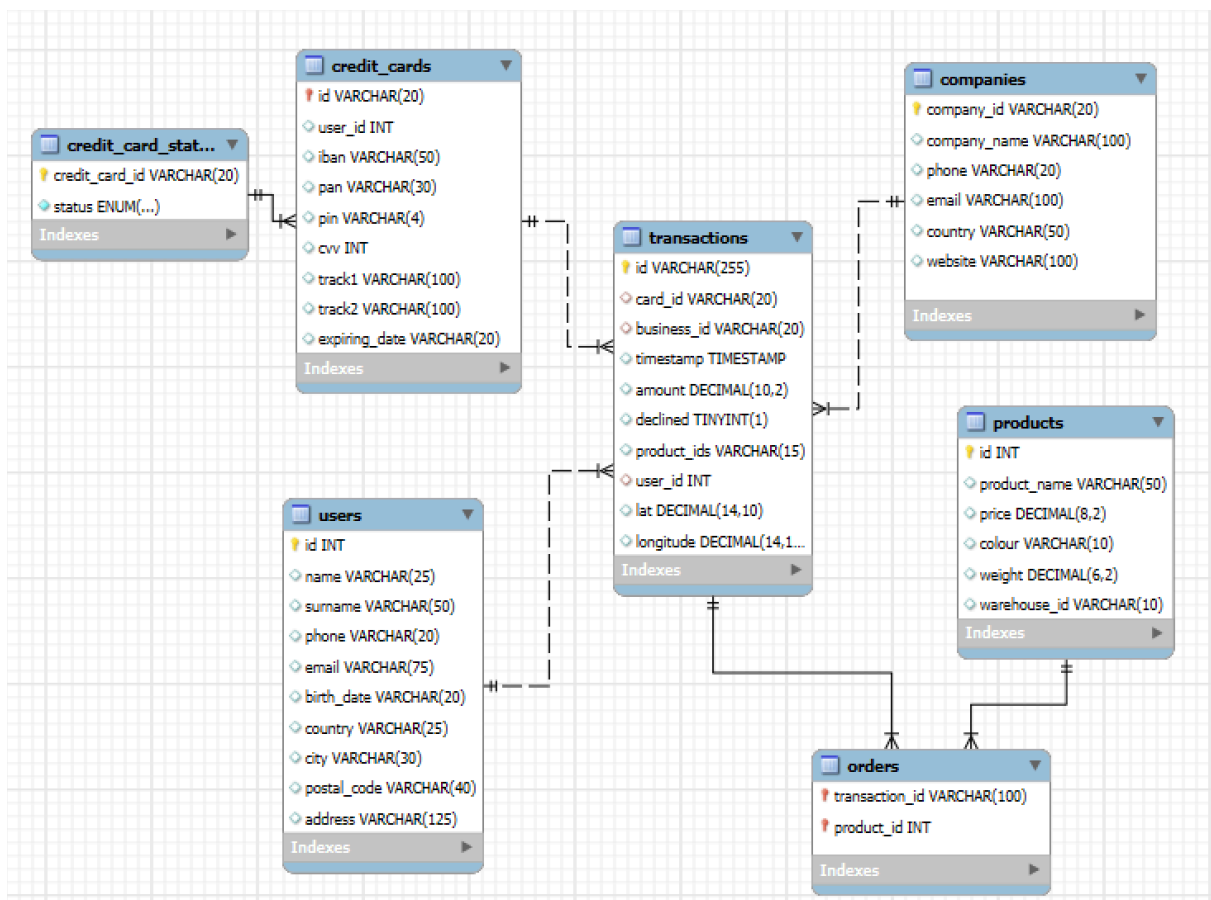 credit_card_stat...
credit_card_id VARCHAR(20)
status ENUM(...)
Indexes
credit_cards
id VARCHAR(20)
user_id INT
iban VARCHAR(50)
pan VARCHAR(30)
pin VARCHAR(4)
cvv INT
track1 VARCHAR(100)
track2 VARCHAR(100)
expiring_date VARCHAR(20)
Indexes
companies
company_id VARCHAR(20)
company_name VARCHAR(100)
phone VARCHAR(20)
email VARCHAR(100)
country VARCHAR(50)
website VARCHAR(100)
Indexes
transactions
id VARCHAR(255)
card_id VARCHAR(20)
business_id VARCHAR(20)
timestamp TIMESTAMP
amount DECIMAL(10,2)
declined TINYINT(1)
product_ids VARCHAR(15)
user_id INT
lat DECIMAL(14,10)
longitude DECIMAL(14,1...
Indexes
products
id INT
product_name VARCHAR(50)
price DECIMAL(8,2)
colour VARCHAR(10)
weight DECIMAL(6,2)
warehouse_id VARCHAR(10)
Indexes
users
id INT
name VARCHAR(25)
surname VARCHAR(50)
phone VARCHAR(20)
email VARCHAR(75)
birth_date VARCHAR(20)
country VARCHAR(25)
city VARCHAR(30)
postal_code VARCHAR(40)
address VARCHAR(125)
Indexes
orders
transaction_id VARCHAR(100)
product_id INT
Indexes